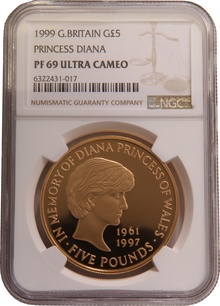 1999 G.BRITAIN G£5
PRINCESS DIANA
PF 69 ULTRA CAMEO
6322431-017
NUMISMATIC GUARANTY COMPANY
NGC
IN MEMORY OF DIANA PRINCESS OF WALES
1961
1997
· FIVE POUNDS ·